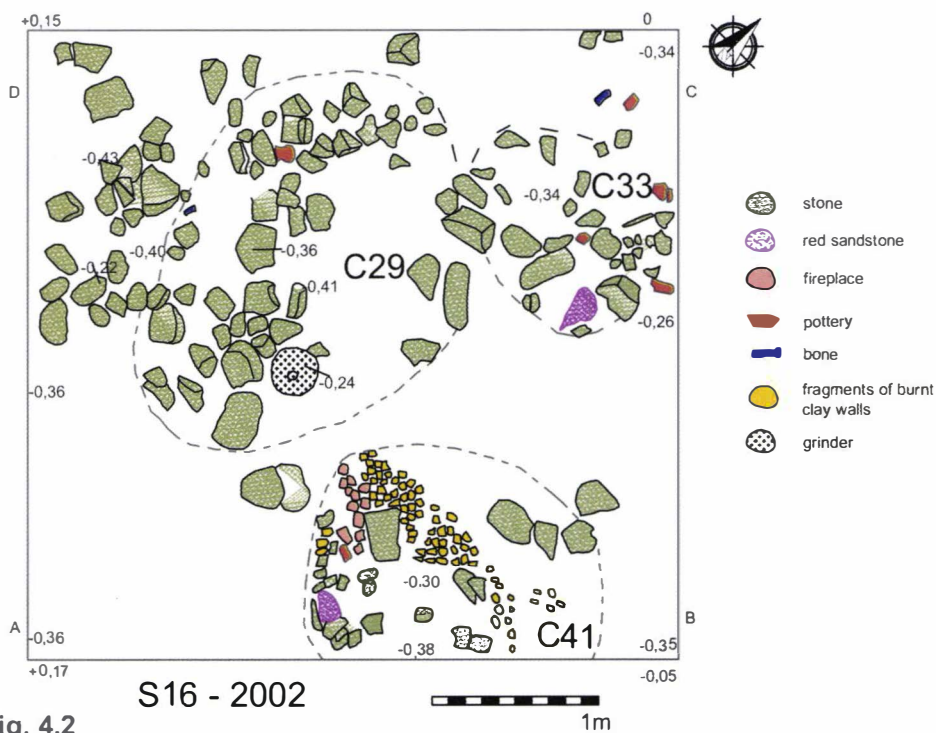 +0,15
0
-0,34
D
C
-0,43
-0,34
C33
-0,40
-0,36
-0,22
C29
0,41
-0,26
-0,24
-0,36
stone
red sandstone
fireplace
pottery
bone
fragments of burnt
clay walls
grinder
-0.30
A
-0,36
-0.38
C41
B
-0,35
+0,17
-0,05
S16 - 2002
1m
ig. 4.2